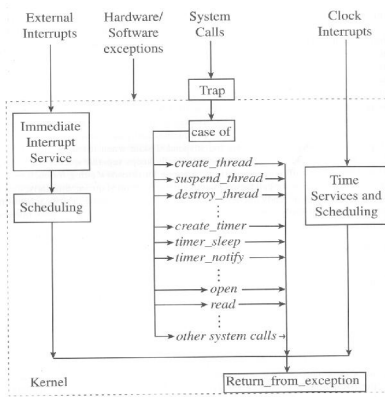 External
Interrupts
Hardware/
Software
exceptions
System
Calls
Clock
Interrupts
Trap
Immediate
Interrupt
Service
Scheduling
case of
create_thread
suspend_thread
destroy_thread
⋮
create_timer
timer_sleep
timer_notify
⋮
open
read
⋮
other system calls
Time
Services and
Scheduling
Kernel
Return_from_exception